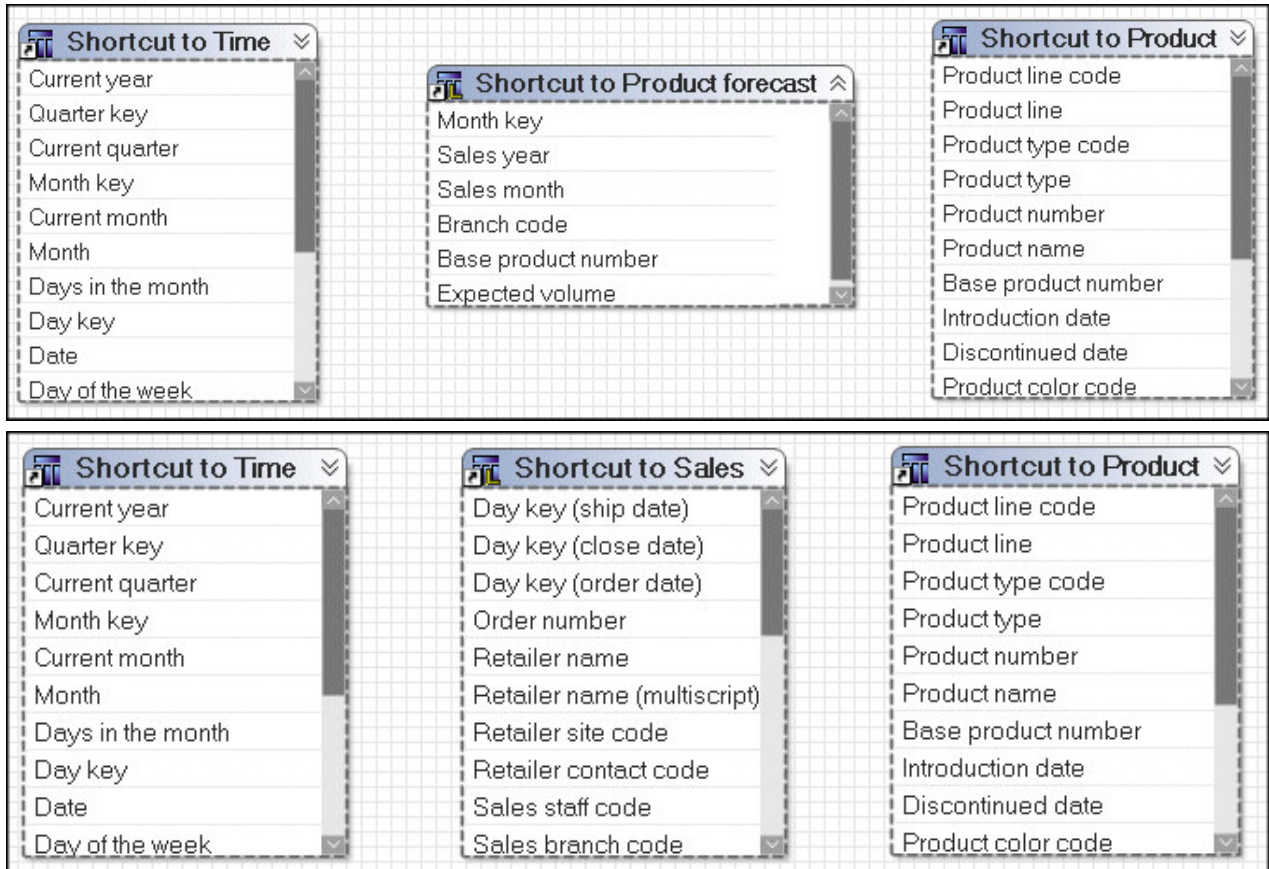 Shortcut to Time
Current year
Quarter key
Current quarter
Month key
Current month
Month
Days in the month
Day key
Date
Day of the week
Shortcut to Product forecast
Month key
Sales year
Sales month
Branch code
Base product number
Expected volume
Shortcut to Product
Product line code
Product line
Product type code
Product type
Product number
Product name
Base product number
Introduction date
Discontinued date
Product color code
Shortcut to Time
Current year
Quarter key
Current quarter
Month key
Current month
Month
Days in the month
Day key
Date
Day of the week
Shortcut to Sales
Day key (ship date)
Day key (close date)
Day key (order date)
Order number
Retailer name
Retailer name (multiscript)
Retailer site code
Retailer contact code
Sales staff code
Sales branch code
Shortcut to Product
Product line code
Product line
Product type code
Product type
Product number
Product name
Base product number
Introduction date
Discontinued date
Product color code